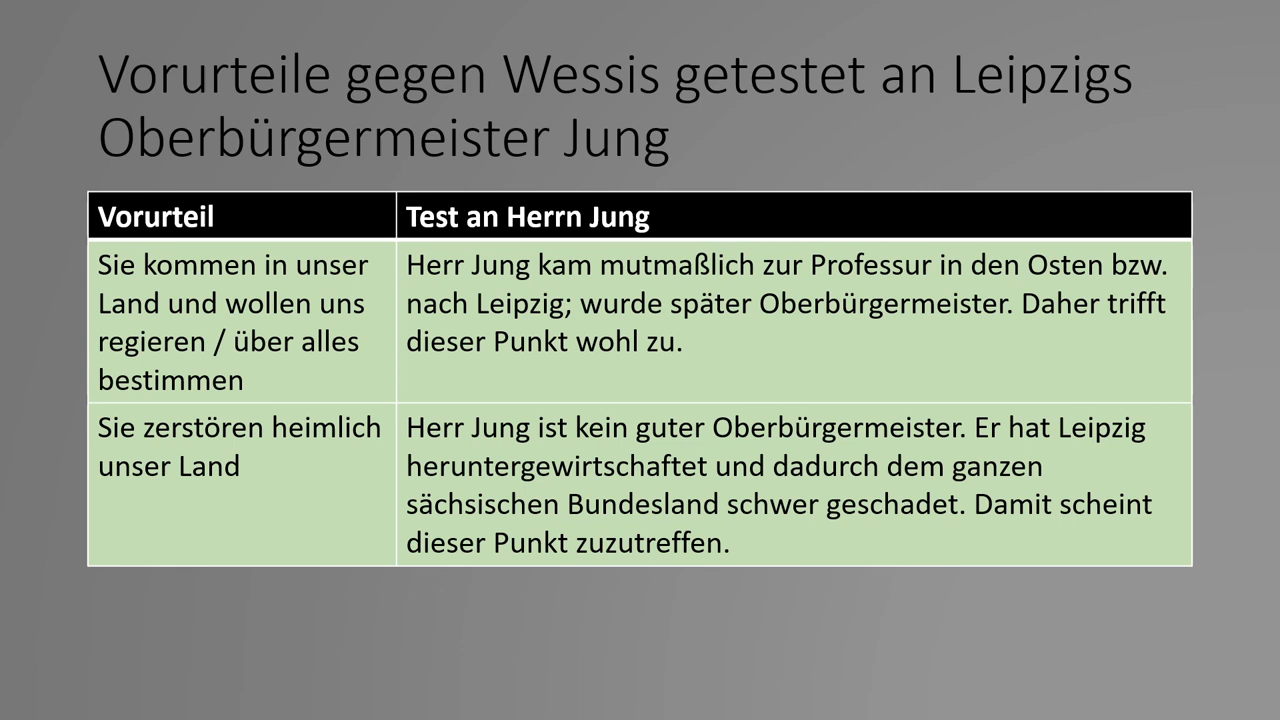 Vorurteile gegen Wessis getestet an Leipzigs
Oberbürgermeister Jung
Vorurteil
Test an Herrn Jung
Sie kommen in unser
Land und wollen uns
regieren / über alles
bestimmen
Herr Jung kam mutmaßlich zur Professur in den Osten bzw.
nach Leipzig; wurde später Oberbürgermeister. Daher trifft
dieser Punkt wohl zu.
Sie zerstören heimlich
unser Land
Herr Jung ist kein guter Oberbürgermeister. Er hat Leipzig
heruntergewirtschaftet und dadurch dem ganzen
sächsischen Bundesland schwer geschadet. Damit scheint
dieser Punkt zuzutreffen.